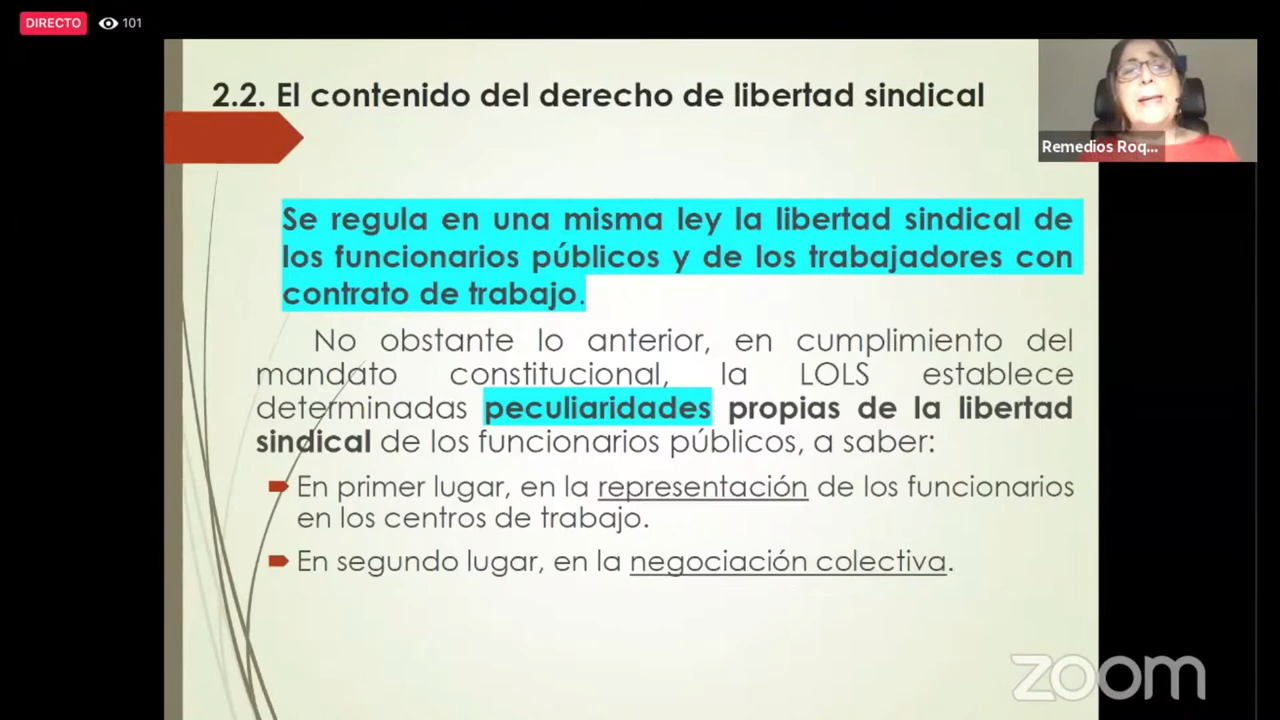 DIRECTO 101
2.2. El contenido del derecho de libertad sindical
Remedios Roq...
Se regula en una misma ley la libertad sindical de
los funcionarios públicos y de los trabajadores con
contrato de trabajo.
No obstante lo anterior, en cumplimiento del
mandato constitucional, la LOLS establece
determinadas peculiaridades propias de la libertad
sindical de los funcionarios públicos, a saber:
En primer lugar, en la representación de los funcionarios
en los centros de trabajo.
En segundo lugar, en la negociación colectiva.
zoom